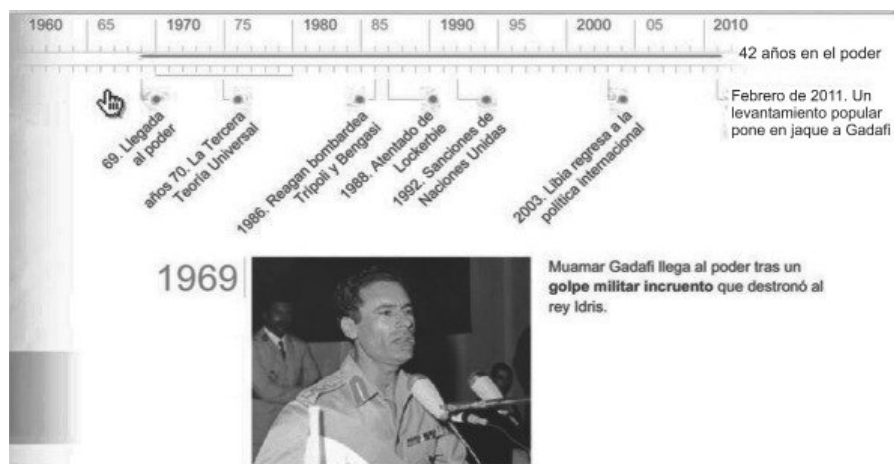 1960 65 1970 75 1980 85 1990 95 2000 05 2010
42 años en el poder
69. Llegada
al poder
años 70. La Tercera
Teoría Universal
1986. Reagan bombardea
Trípoli y Bengasi
1988. Atentado de
Lockerbie
1992. Sanciones de
Naciones Unidas
2003. Libia regresa a la
política internacional
Febrero de 2011. Un
levantamiento popular
pone en jaque a Gadafi
1969
Muamar Gadafi llega al poder tras un
golpe militar incruento que destronó al
rey Idris.